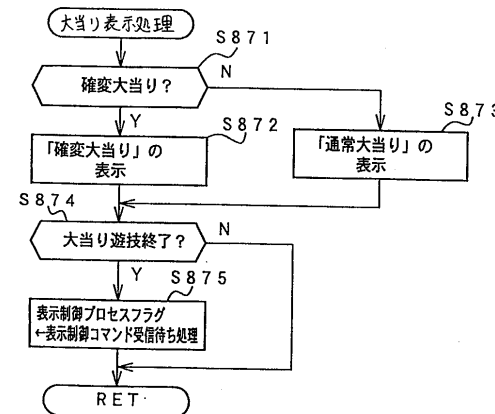 大当り表示処理
S871
確変大当り?
N
Y
S872
S873
「確変大当り」の
表示
「通常大当り」の
表示
S874
大当り遊技終了?
N
Y
S875
表示制御プロセスフラグ
←表示制御コマンド受信待ち処理
RET